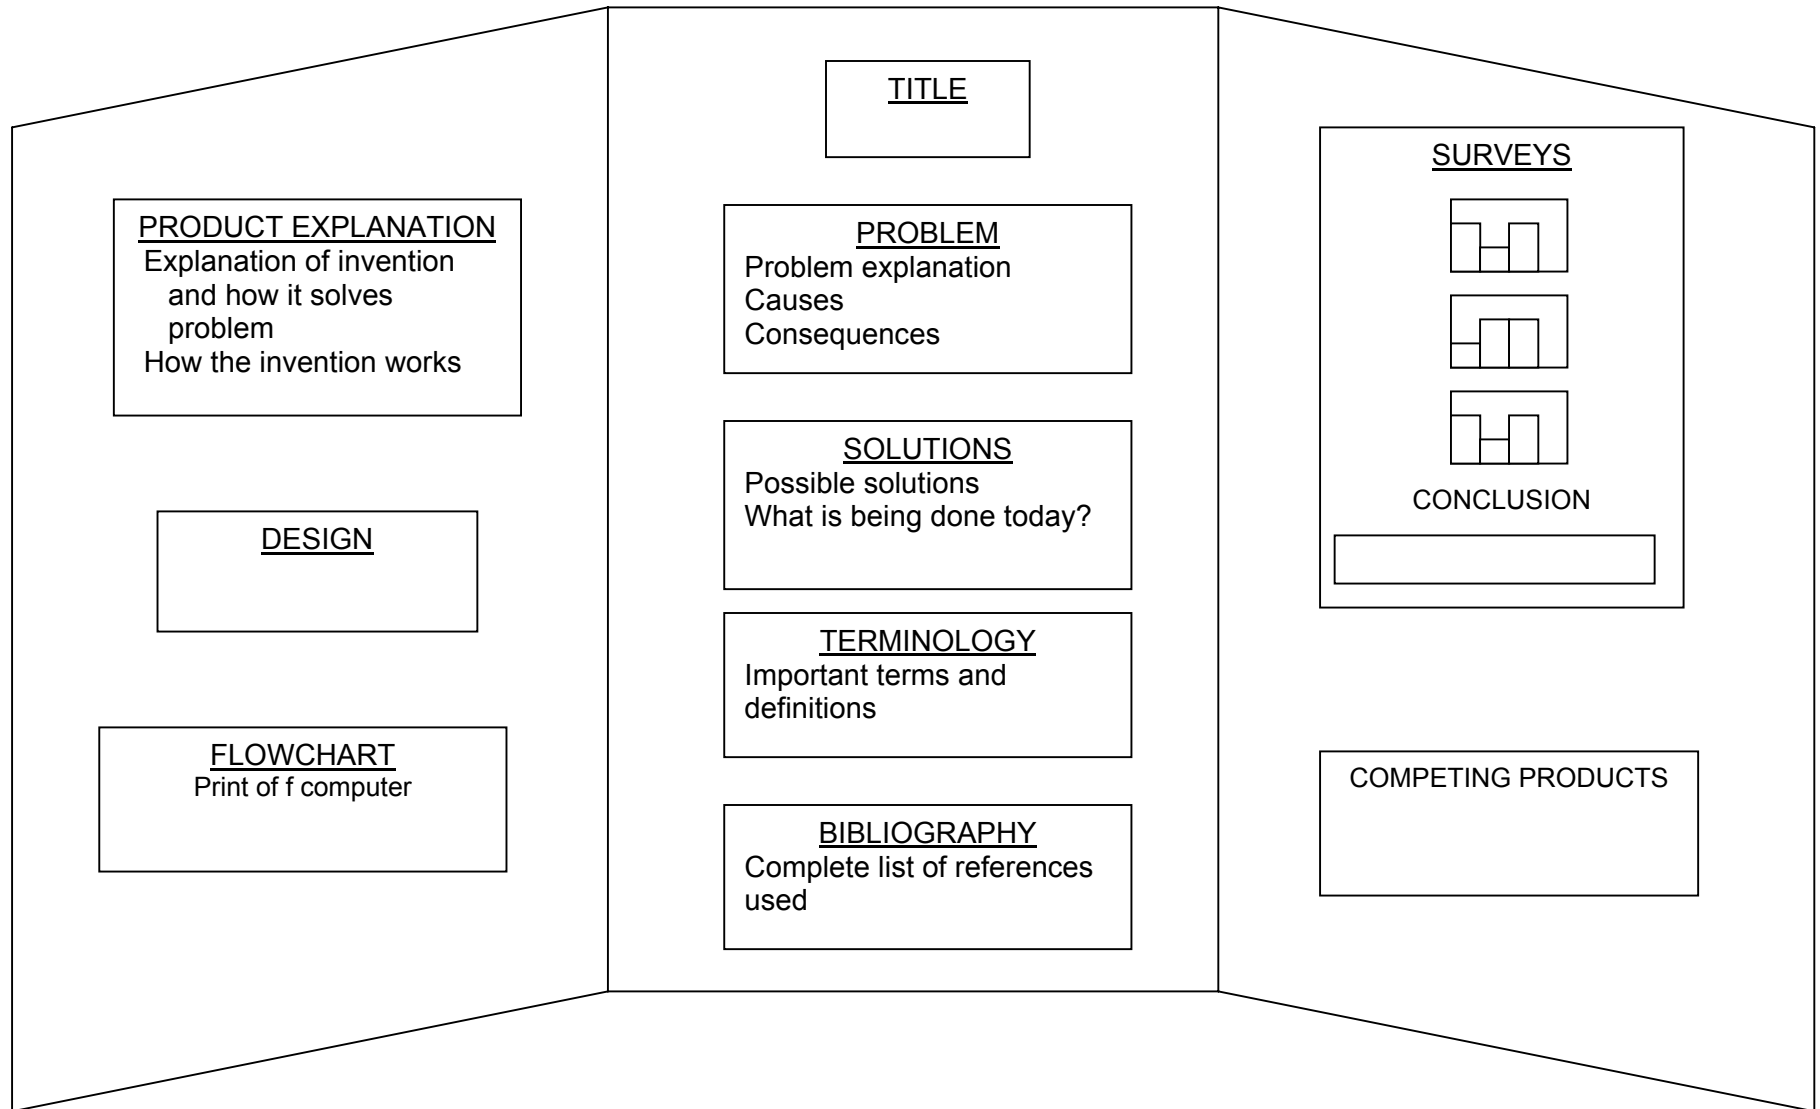 PRODUCT EXPLANATION
Explanation of invention
and how it solves
problem
How the invention works
DESIGN
FLOWCHART
Print of f computer
TITLE
PROBLEM
Problem explanation
Causes
Consequences
SOLUTIONS
Possible solutions
What is being done today?
TERMINOLOGY
Important terms and
definitions
BIBLIOGRAPHY
Complete list of references
used
SURVEYS
CONCLUSION
COMPETING PRODUCTS